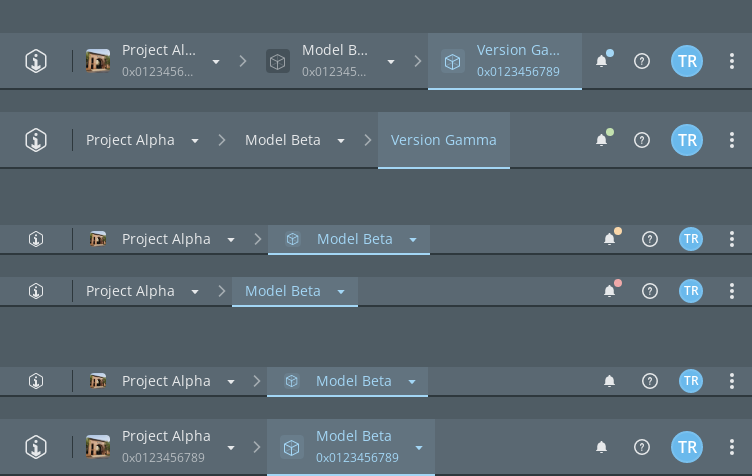 Project Al... Model B... Version Ga... TR
0x0123456... 0x012345... 0x0123456789
Project Alpha Model Beta Version Gamma TR
Project Alpha Model Beta TR
Project Alpha Model Beta TR
Project Alpha Model Beta TR
Project Alpha Model Beta TR
0x0123456789 0x0123456789